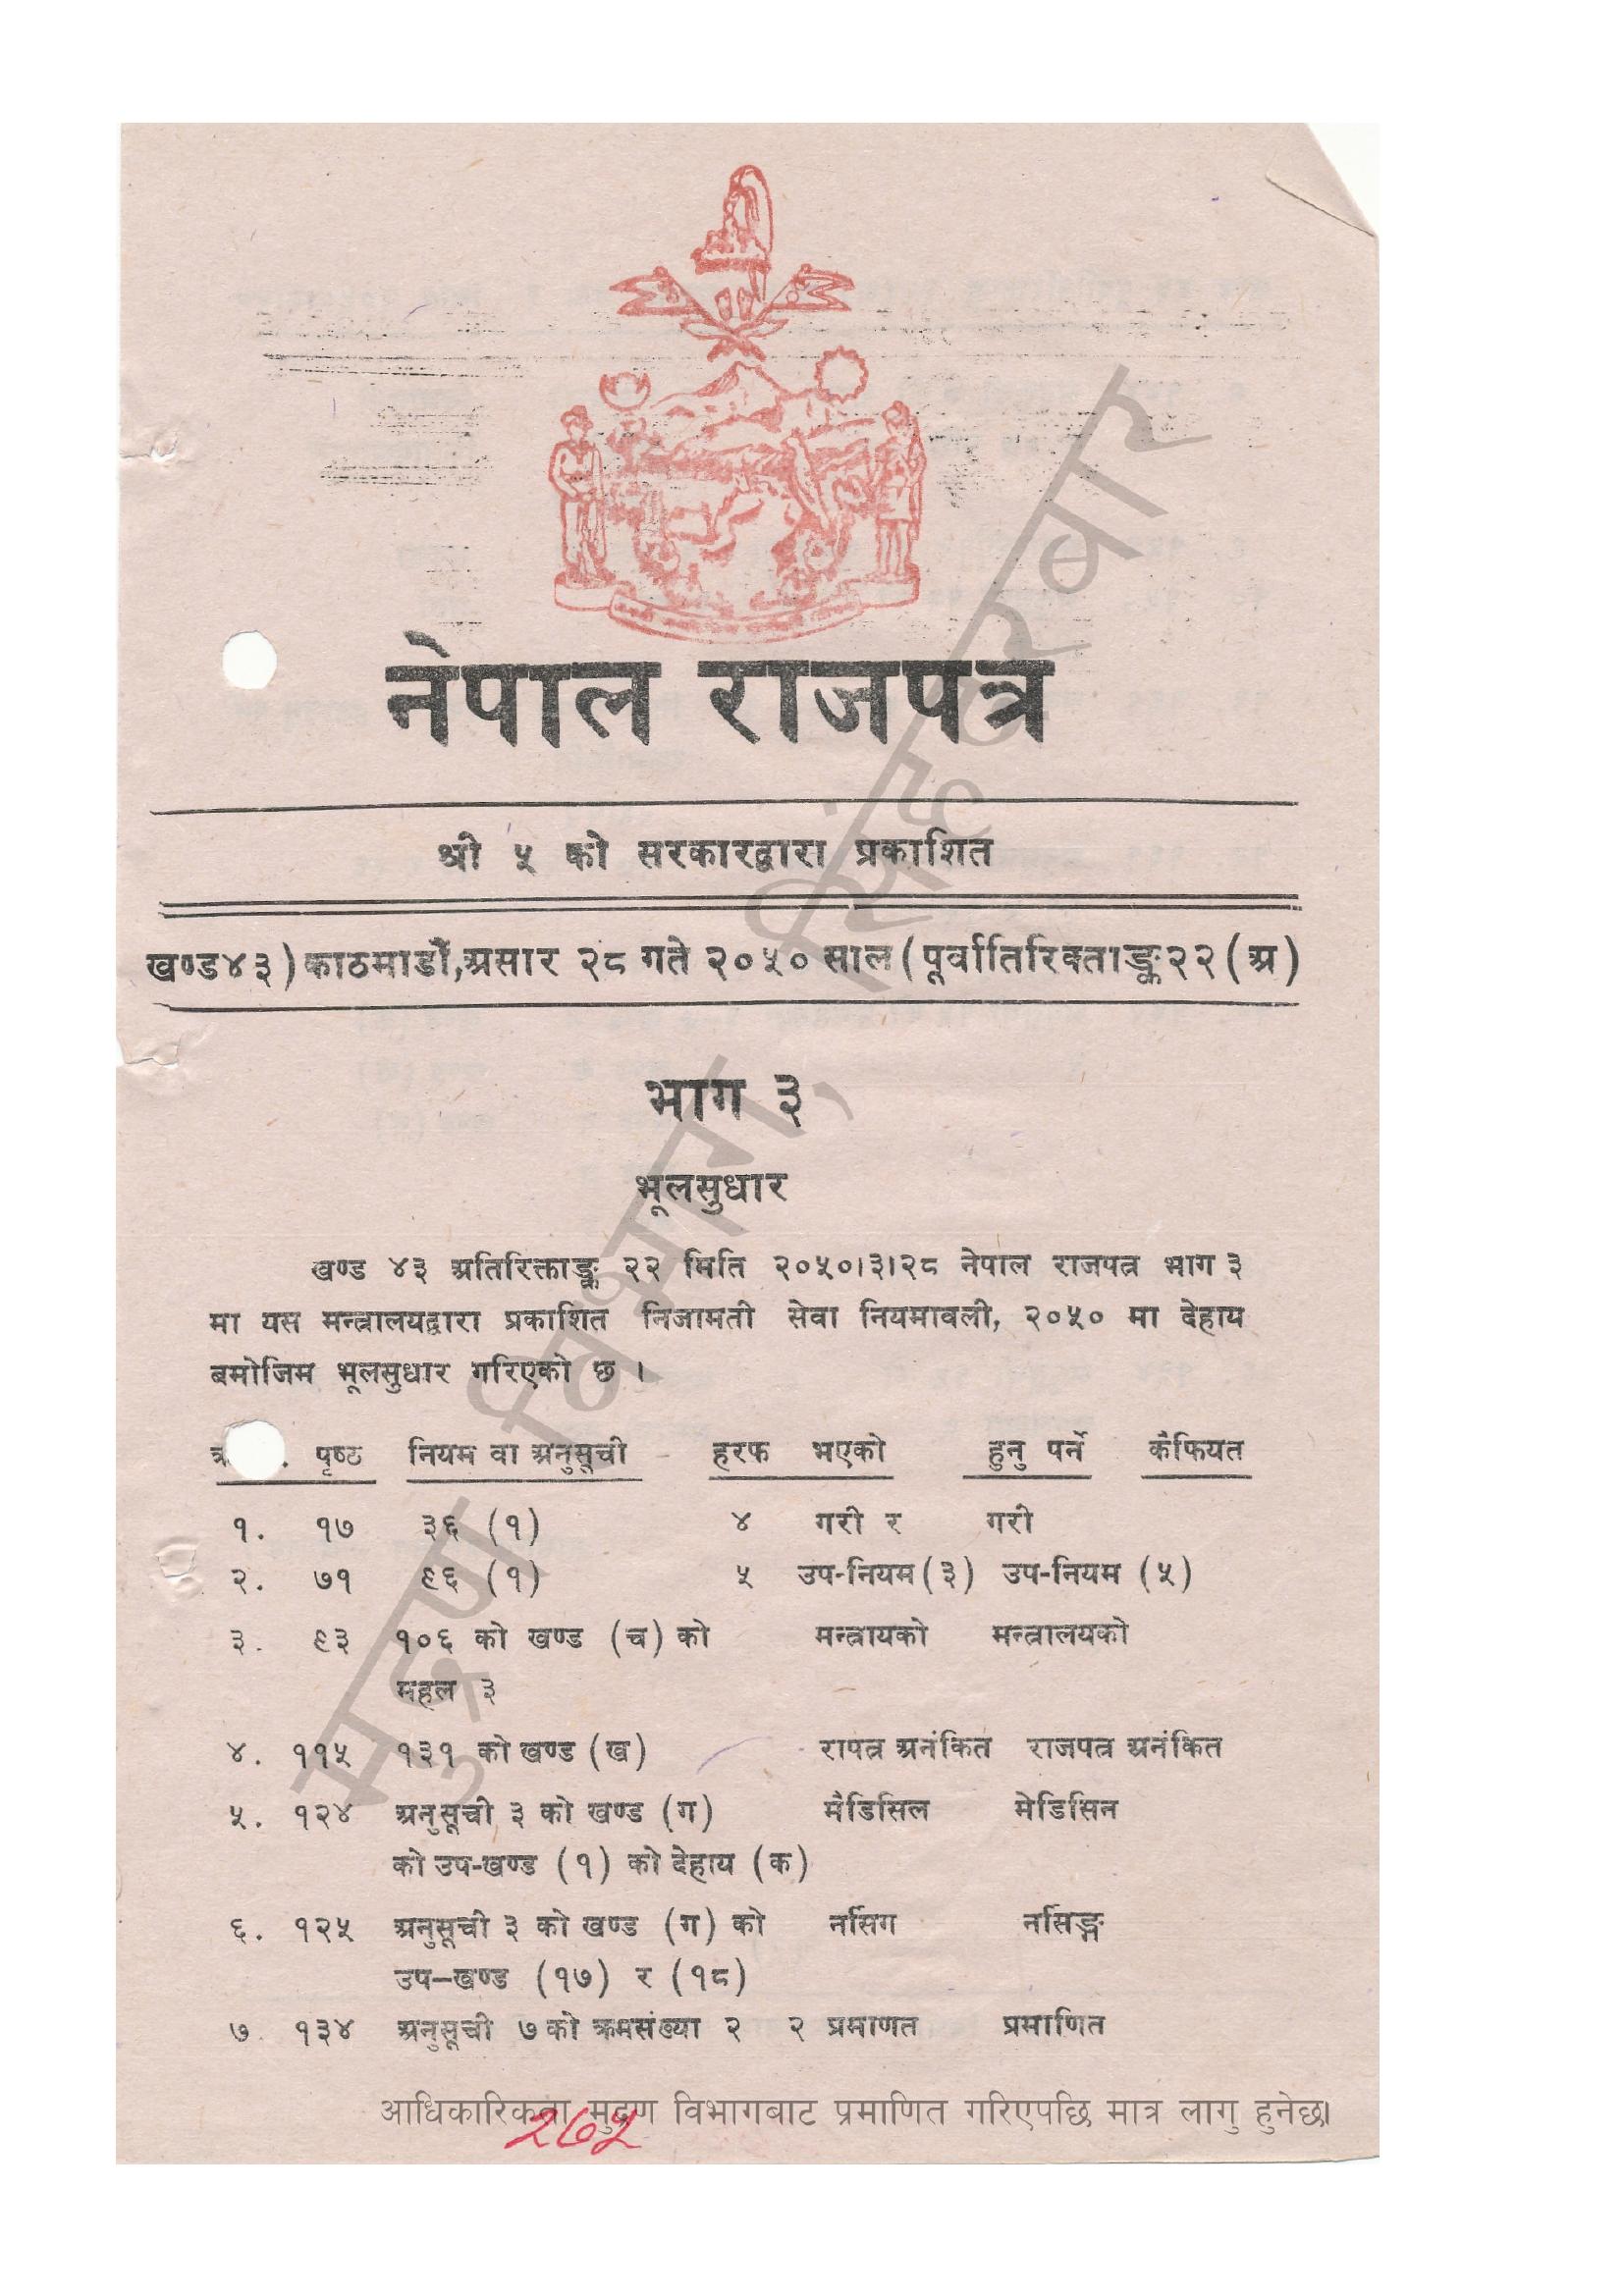 नेपाल राजपत्र
श्री ५ को सरकारद्वारा प्रकाशित
खण्ड ४३) काठमाडौं, असार २८ गते २०५० साल (पूर्वातिरिक्ताङ्क २२ (अ)
भाग ३
भूलसुधार
खण्ड ४३ अतिरिक्ताङ्क २२ मिति २०५०।३।२८ नेपाल राजपत्र भाग ३
मा यस मन्त्रालयद्वारा प्रकाशित निजामती सेवा नियमावली, २०५० मा देहाय
बमोजिम भूलसुधार गरिएको छ ।
पृष्ठ नियम वा अनुसूची हरफ भएको हुनु पर्ने कैफियत
१. १७ ३६ (१) ४ गरी र गरी
२. ७१ ९६ (१) ५ उप-नियम (३) उप-नियम (५)
३. ९३ १०६ को खण्ड (च) को मन्त्रायको मन्त्रालयको
महल ३
४. ११५ १३१ को खण्ड (ख) रापत्र अनंकित राजपत्र अनंकित
५. १२४ अनुसूची ३ को खण्ड (ग) मैडिसिल मेडिसिन
को उप-खण्ड (१) को देहाय (क)
६. १२५ अनुसूची ३ को खण्ड (ग) को नर्सिग नर्सिङ्ग
उप–खण्ड (१७) र (१८)
७ १३४ अनुसूची ७ को क्रमसंख्या २ २ प्रमाणत प्रमाणित
मुद्रण विभाग, सिंहदरबार
आधिकारिकता मुद्रण विभागबाट प्रमाणित गरिएपछि मात्र लागु हुनेछ।
२७५